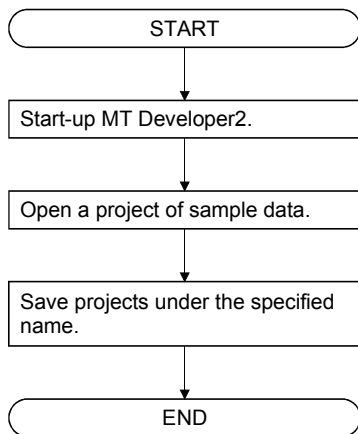 START
Start-up MT Developer2.
Open a project of sample data.
Save projects under the specified
name.
END